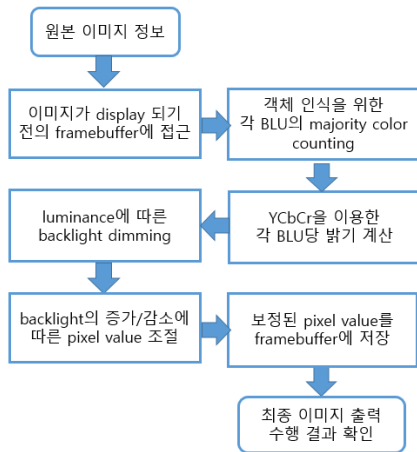 원본 이미지 정보
이미지가 display 되기
전의 framebuffer에 접근
객체 인식을 위한
각 BLU의 majority color
counting
YCbCr을 이용한
각 BLU당 밝기 계산
luminance에 따른
backlight dimming
backlight의 증가/감소에
따른 pixel value 조절
보정된 pixel value를
framebuffer에 저장
최종 이미지 출력
수행 결과 확인